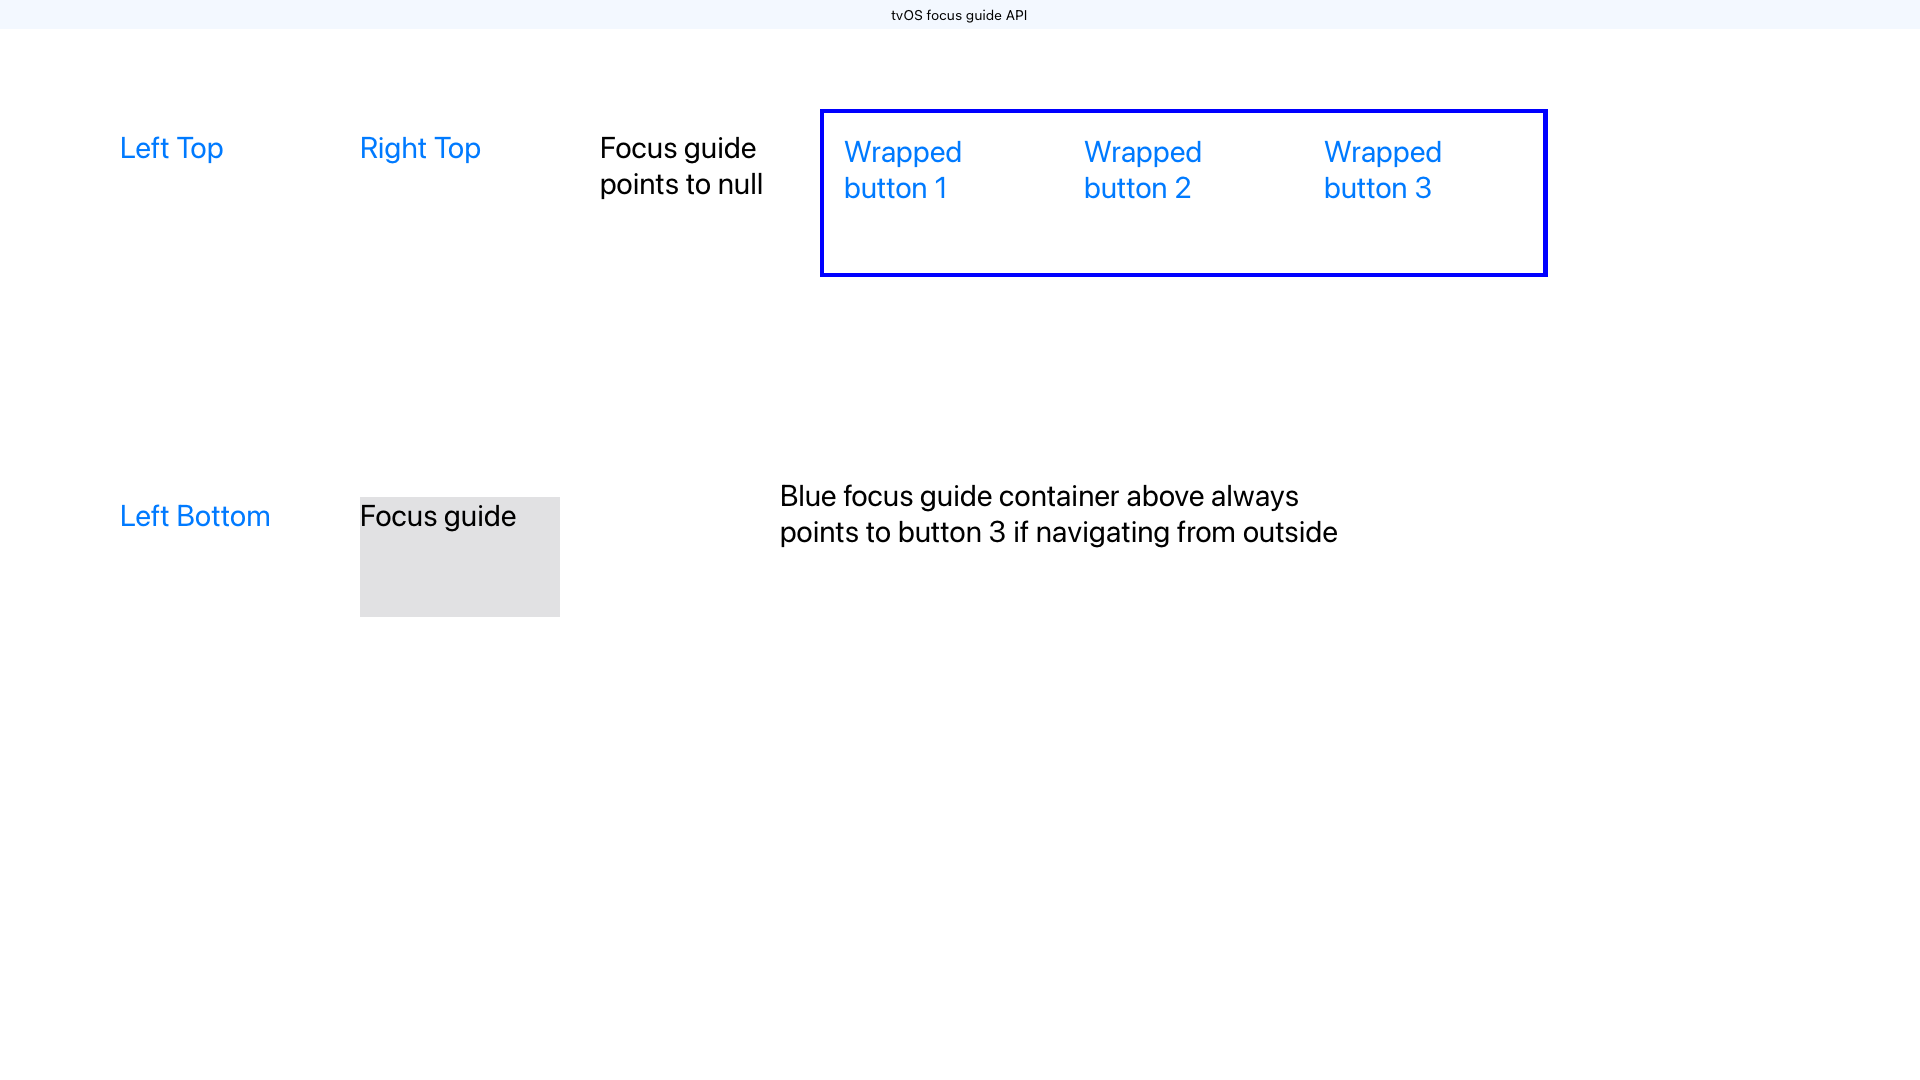 tvOS focus guide API
Left Top
Right Top
Focus guide
points to null
Wrapped
button 1
Wrapped
button 2
Wrapped
button 3
Left Bottom
Focus guide
Blue focus guide container above always
points to button 3 if navigating from outside